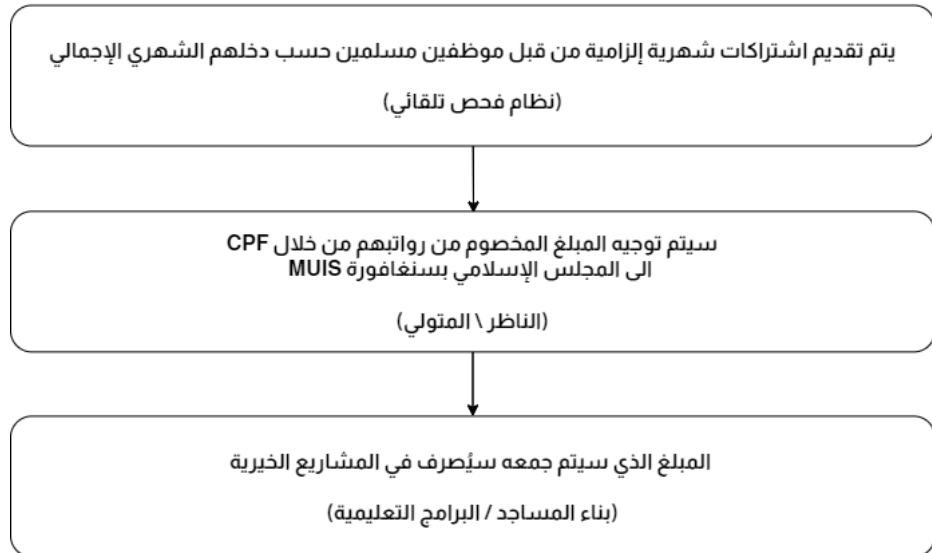 يتم تقديم اشتراكات شهرية إلزامية من قبل موظفين مسلمين حسب دخلهم الشهري الإجمالي
(نظام فحص تلقائي)
سيتم توجيه المبلغ المخصوم من رواتبهم من خلال CPF
الى المجلس الإسلامي بسنغافورة MUIS
(الناظر \ المتولي)
المبلغ الذي سيتم جمعه سيُصرف في المشاريع الخيرية
(بناء المساجد / البرامج التعليمية)